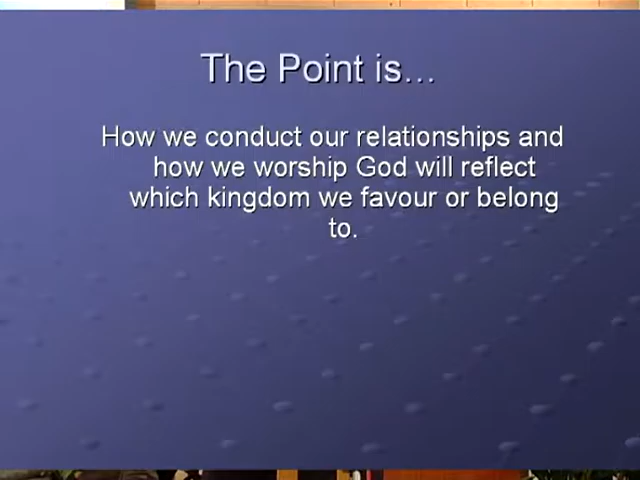 The Point is...
How we conduct our relationships and
how we worship God will reflect
which kingdom we favour or belong
to.